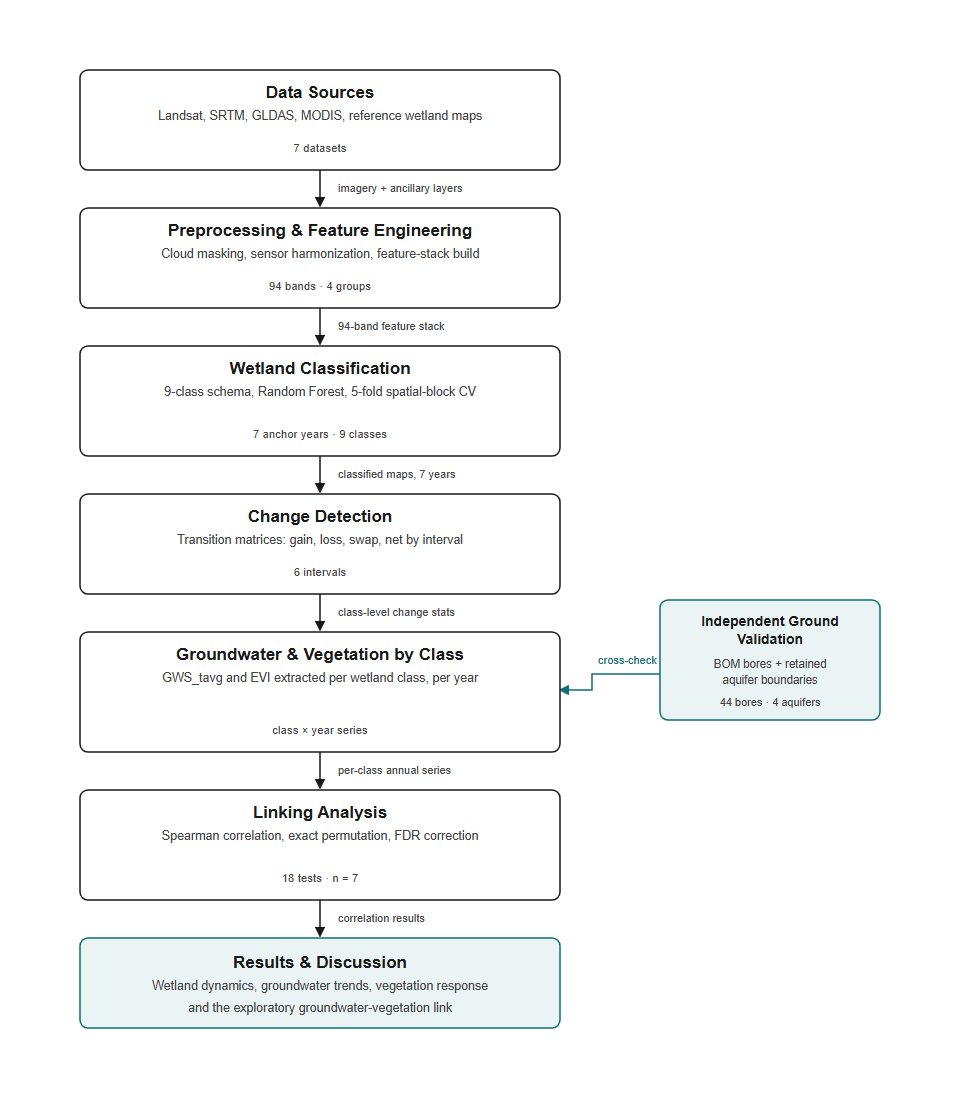 Data Sources
Landsat, SRTM, GLDAS, MODIS, reference wetland maps
7 datasets
imagery + ancillary layers
Preprocessing & Feature Engineering
Cloud masking, sensor harmonization, feature-stack build
94 bands · 4 groups
94-band feature stack
Wetland Classification
9-class schema, Random Forest, 5-fold spatial-block CV
7 anchor years · 9 classes
classified maps, 7 years
Change Detection
Transition matrices: gain, loss, swap, net by interval
6 intervals
class-level change stats
Groundwater & Vegetation by Class
GWS_tavg and EVI extracted per wetland class, per year
class × year series
cross-check
Independent Ground
Validation
BOM bores + retained
aquifer boundaries
44 bores · 4 aquifers
per-class annual series
Linking Analysis
Spearman correlation, exact permutation, FDR correction
18 tests · n = 7
correlation results
Results & Discussion
Wetland dynamics, groundwater trends, vegetation response
and the exploratory groundwater-vegetation link